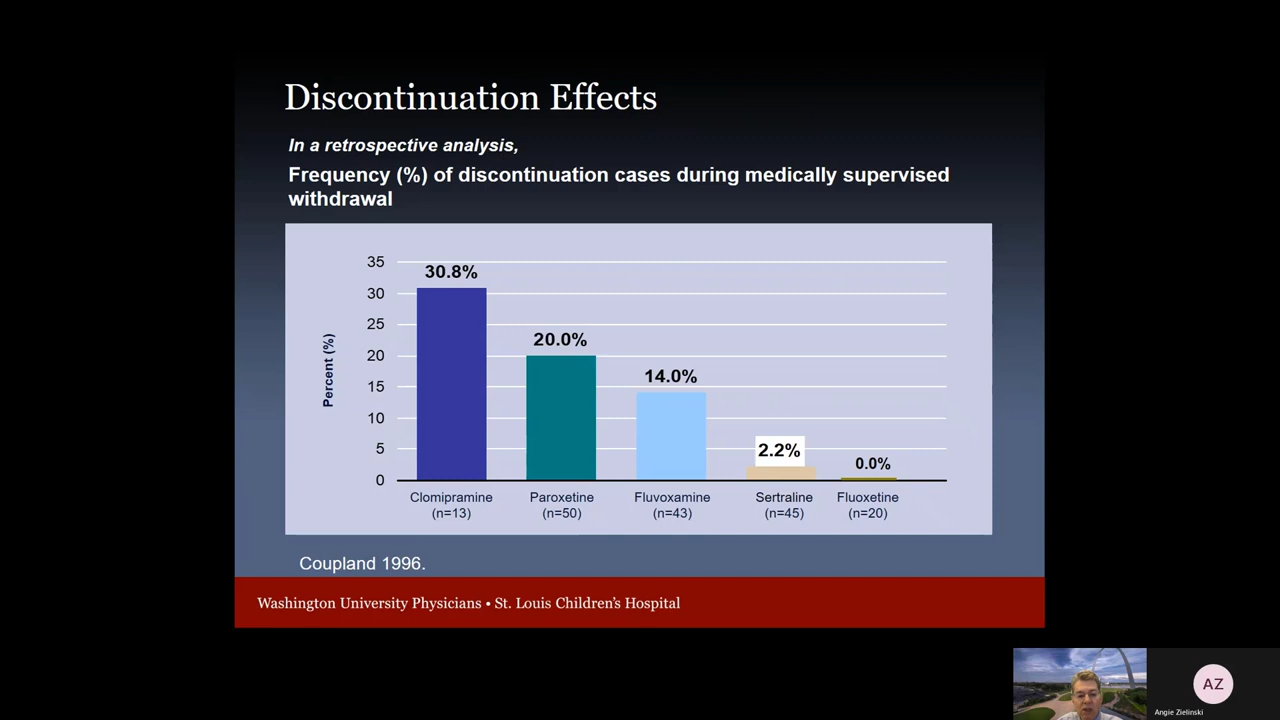 Discontinuation Effects
In a retrospective analysis,
Frequency (%) of discontinuation cases during medically supervised
withdrawal
Percent (%)
35
30
25
20
15
10
5
0
30.8%
20.0%
14.0%
2.2%
0.0%
Clomipramine Paroxetine Fluvoxamine Sertraline Fluoxetine
(n=13) (n=50) (n=43) (n=45) (n=20)
Coupland 1996.
Washington University Physicians • St. Louis Children's Hospital
AZ
Angie Zielinski